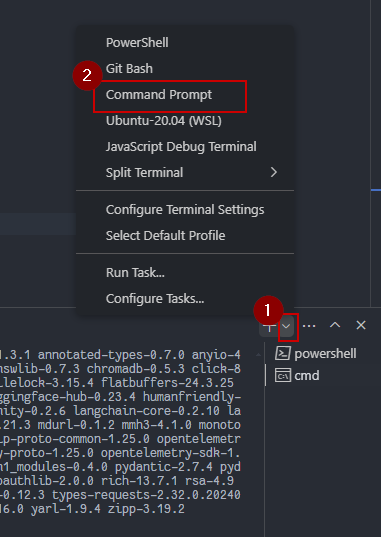 PowerShell
Git Bash
2
Command Prompt
Ubuntu-20.04 (WSL)
JavaScript Debug Terminal
Split Terminal
Configure Terminal Settings
Select Default Profile
Run Task...
Configure Tasks...
1
powershell
cmd
1.3.1 annotated-types-0.7.0 anyio-4
nswlib-0.7.3 chromadb-0.5.3 click-8
ilelock-3.15.4 flatbuffers-24.3.25
ggingface-hub-0.23.4 humanfriendly-
nity-0.2.6 langchain-core-0.2.10 la
.21.3 mdurl-0.1.2 mmh3-4.1.0 monoto
lp-proto-common-1.25.0 opentelemetr
y-proto-1.25.0 opentelemetry-sdk-1.
n1_modules-0.4.0 pydantic-2.7.4 pyd
oauthlib-2.0.0 rich-13.7.1 rsa-4.9
-0.12.3 types-requests-2.32.0.20240
16.0 yarl-1.9.4 zipp-3.19.2